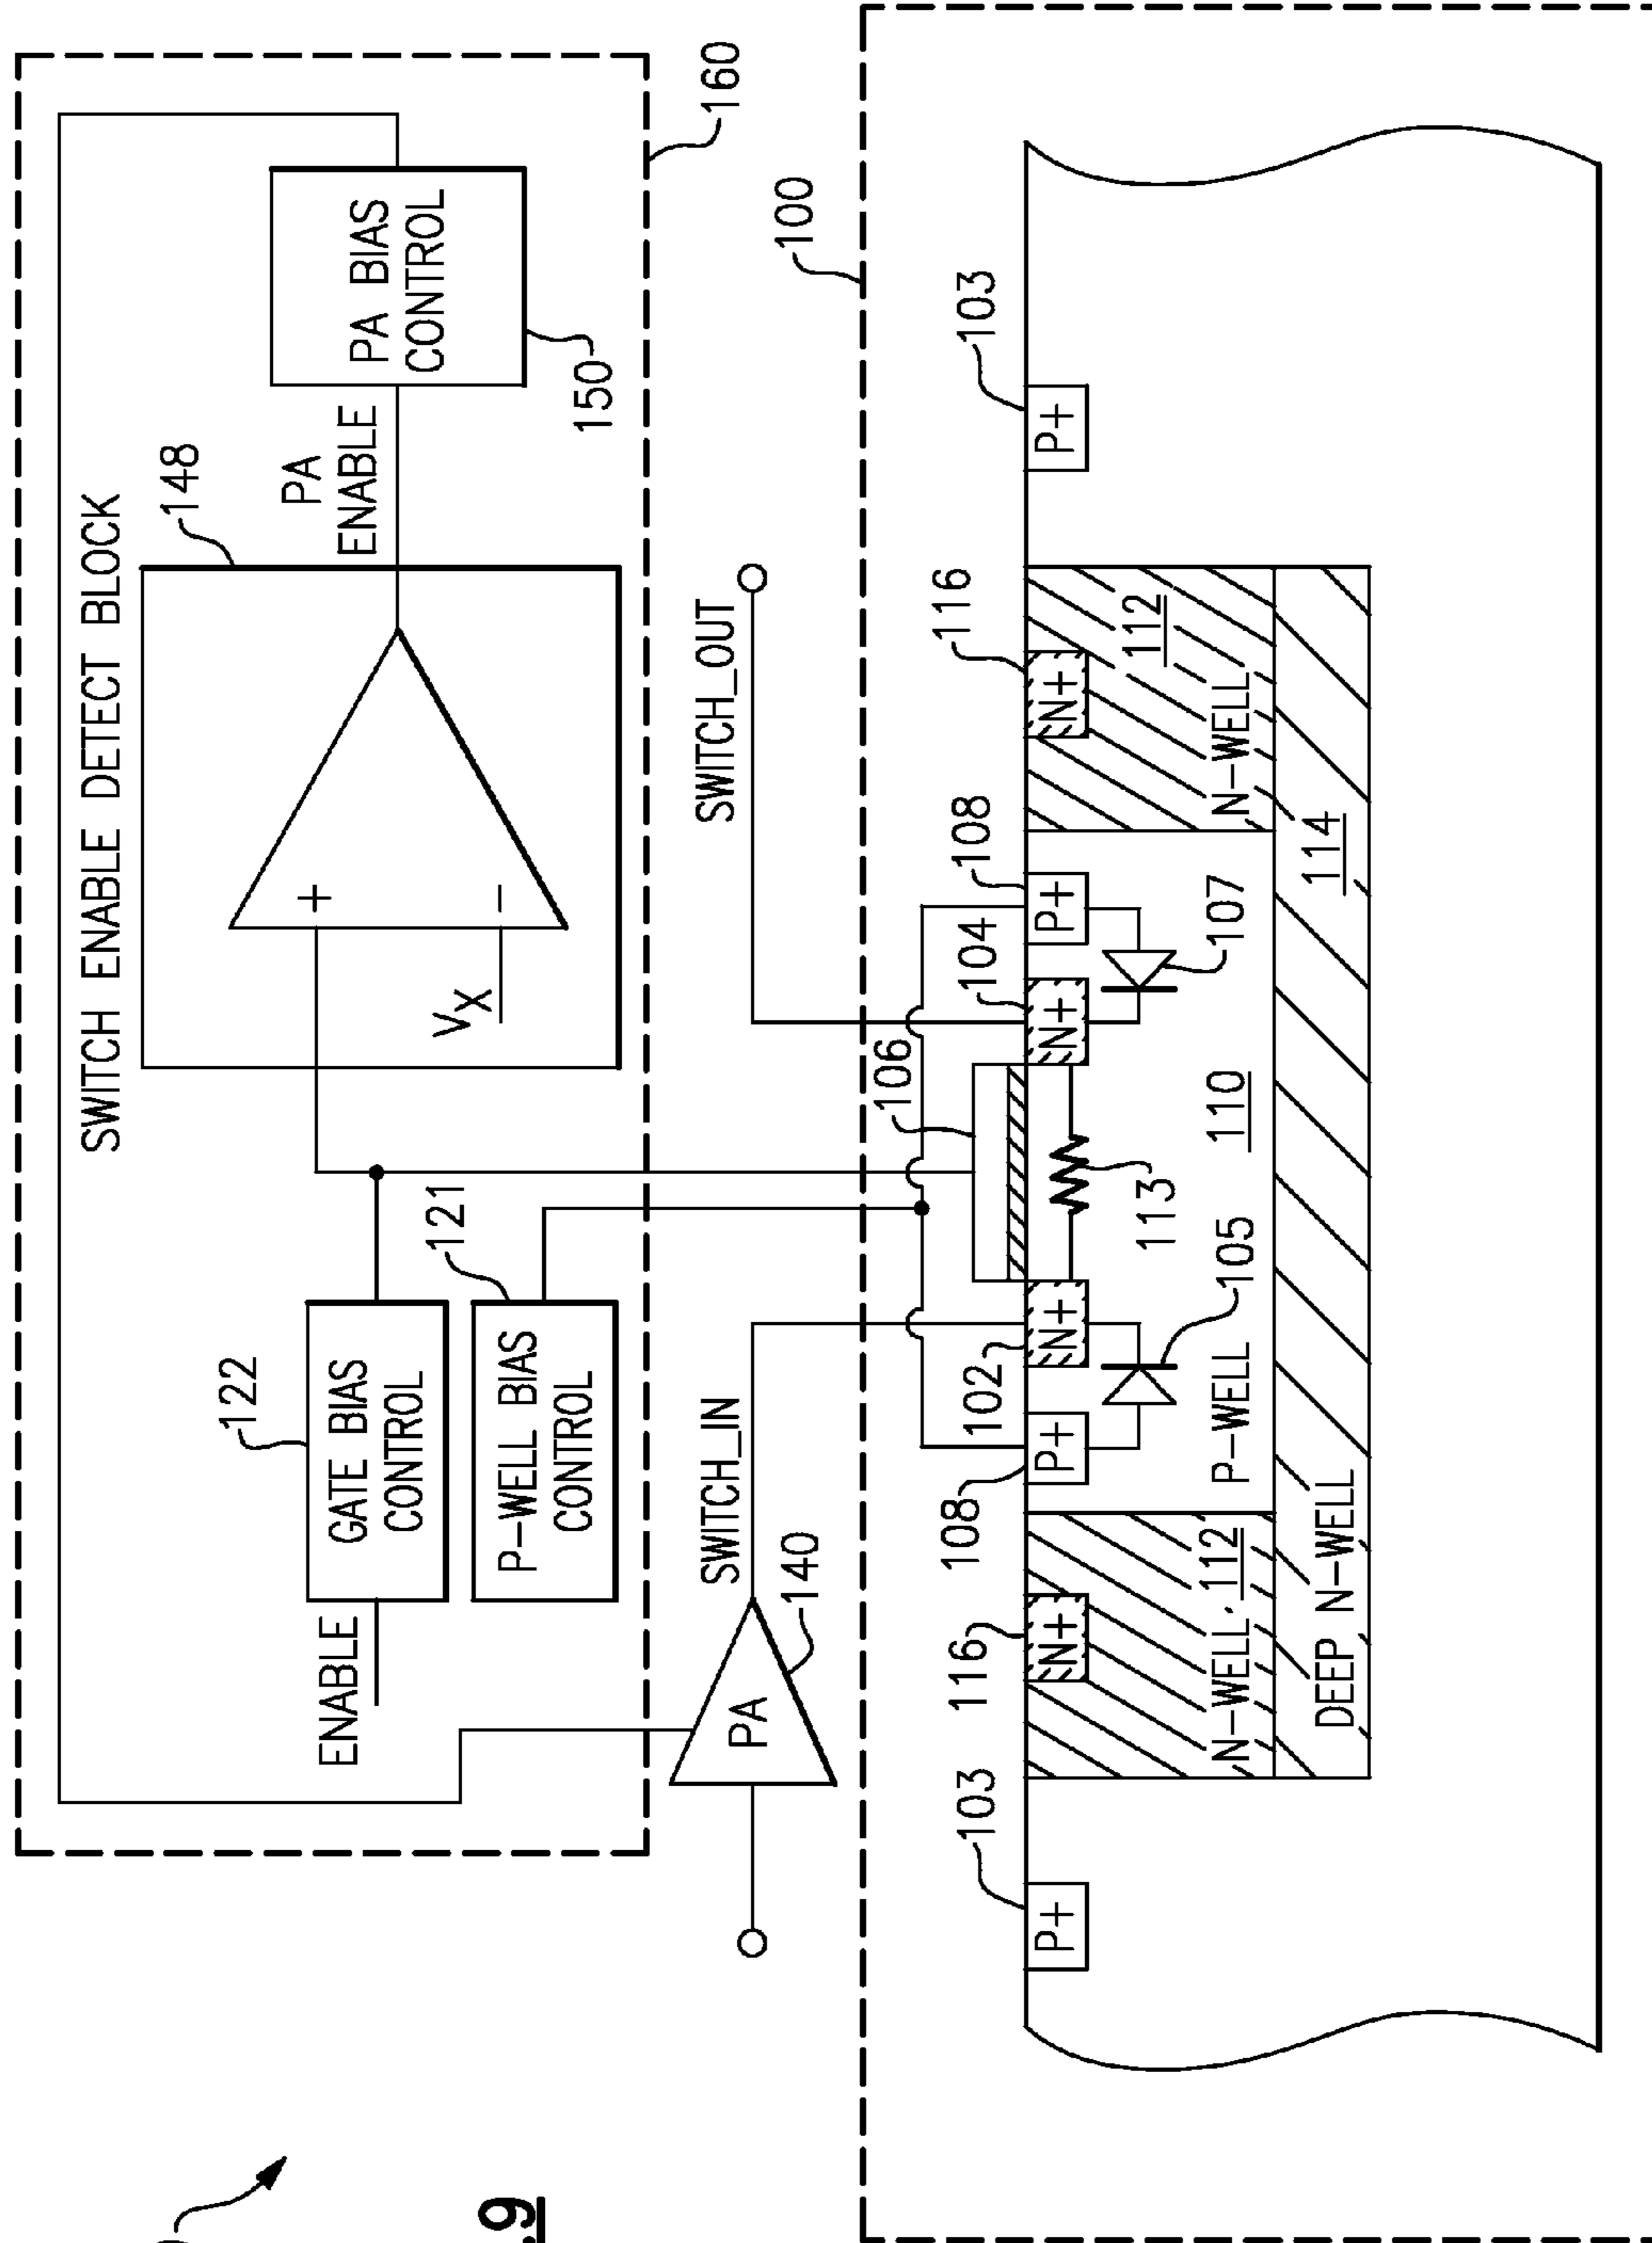 SWITCH ENABLE DETECT BLOCK
148
PA
ENABLE
PA BIAS
CONTROL
150
+
−
VX
122
GATE BIAS
CONTROL
ENABLE
121
P-WELL BIAS
CONTROL
160
SWITCH_IN
PA
140
SWITCH_OUT
100
103
P+
116
N+
108
P+
102
N+
106
104
N+
108
P+
116
N+
103
P+
105
113
107
N-WELL 112
P-WELL
110
N-WELL
112
DEEP N-WELL
114
.9